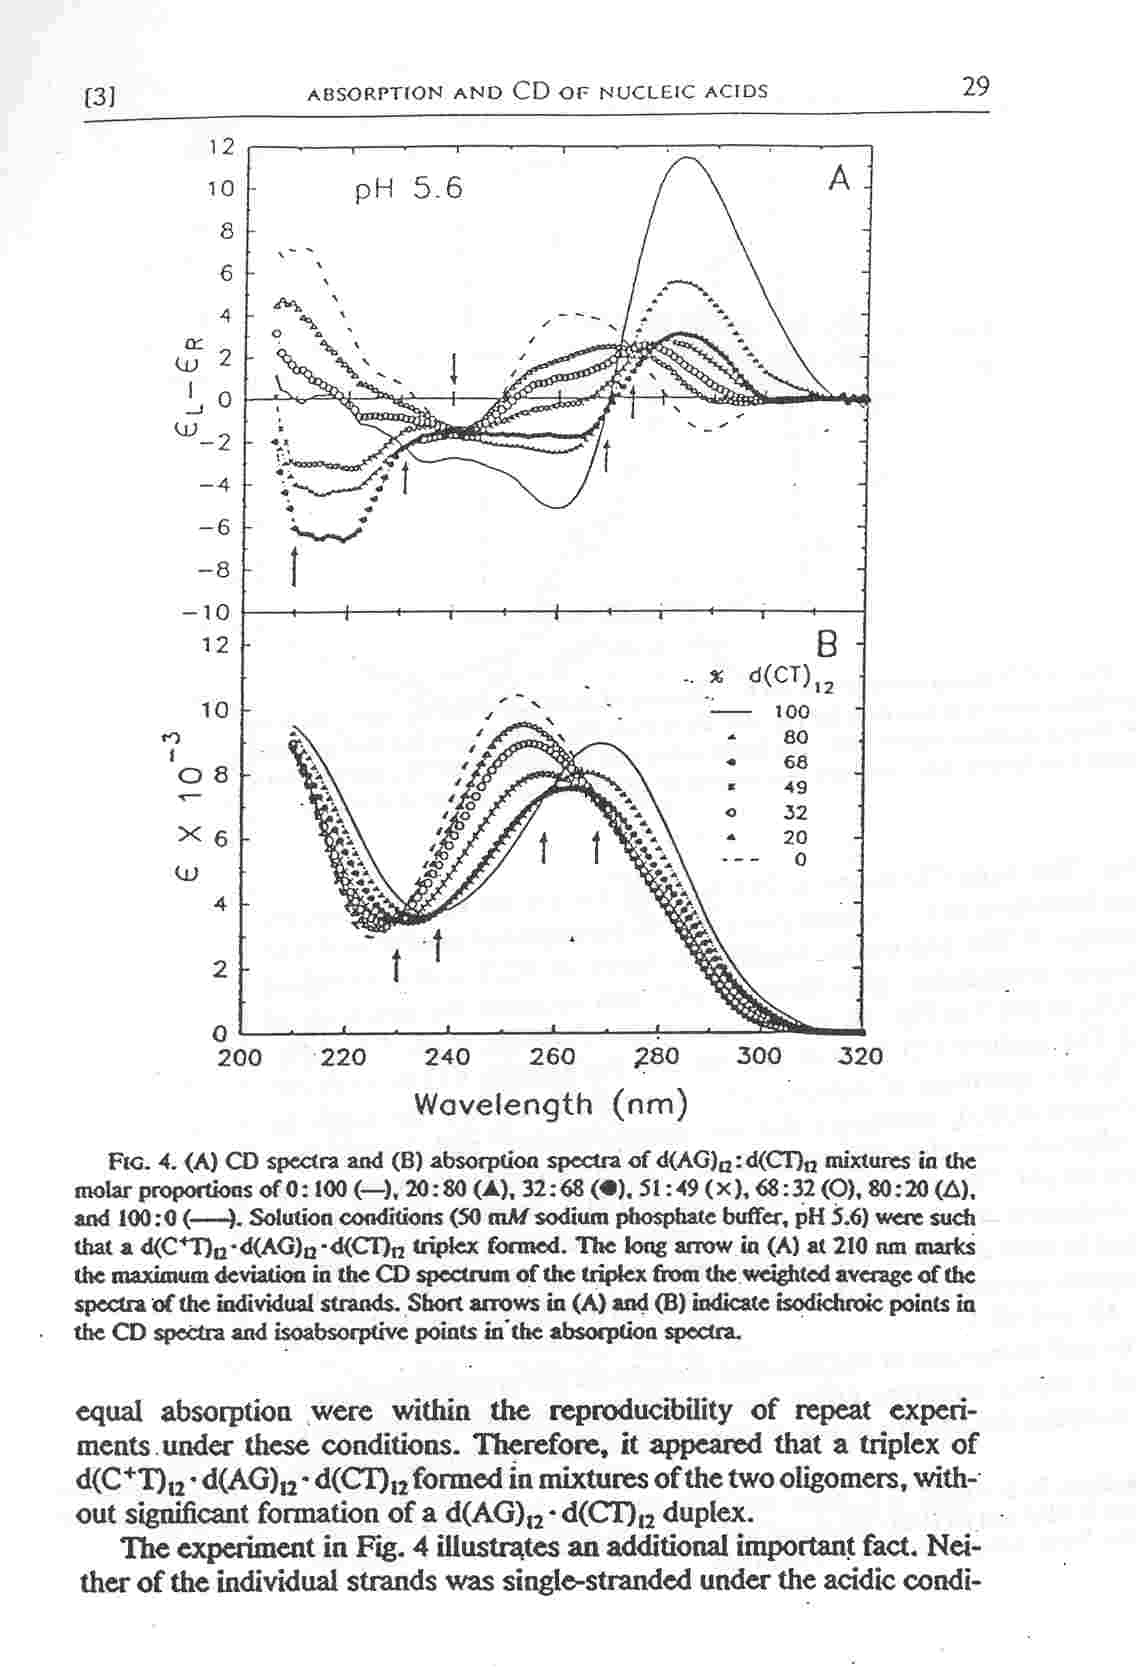 [3] ABSORPTION AND CD OF NUCLEIC ACIDS 29
12
10
8
6
4
2
0
−2
−4
−6
−8
−10
ϵL−ϵR
pH 5.6
A
12
10
8
6
4
2
0
ϵ X 10−3
B
% d(CT)12
100
80
68
49
32
20
0
200 220 240 260 280 300 320
Wavelength (nm)
FIG. 4. (A) CD spectra and (B) absorption spectra of d(AG)12:d(CT)12 mixtures in the
molar proportions of 0:100 (—), 20:80 (▲), 32:68 (●), 51:49 (×), 68:32 (O), 80:20 (△),
and 100:0 (——). Solution conditions (50 mM sodium phosphate buffer, pH 5.6) were such
that a d(C+T)12·d(AG)12·d(CT)12 triplex formed. The long arrow in (A) at 210 nm marks
the maximum deviation in the CD spectrum of the triplex from the weighted average of the
spectra of the individual strands. Short arrows in (A) and (B) indicate isodichroic points in
the CD spectra and isoabsorptive points in the absorption spectra.
equal absorption were within the reproducibility of repeat experi-
ments under these conditions. Therefore, it appeared that a triplex of
d(C+T)12·d(AG)12·d(CT)12 formed in mixtures of the two oligomers, with-
out significant formation of a d(AG)12·d(CT)12 duplex.
The experiment in Fig. 4 illustrates an additional important fact. Nei-
ther of the individual strands was single-stranded under the acidic condi-